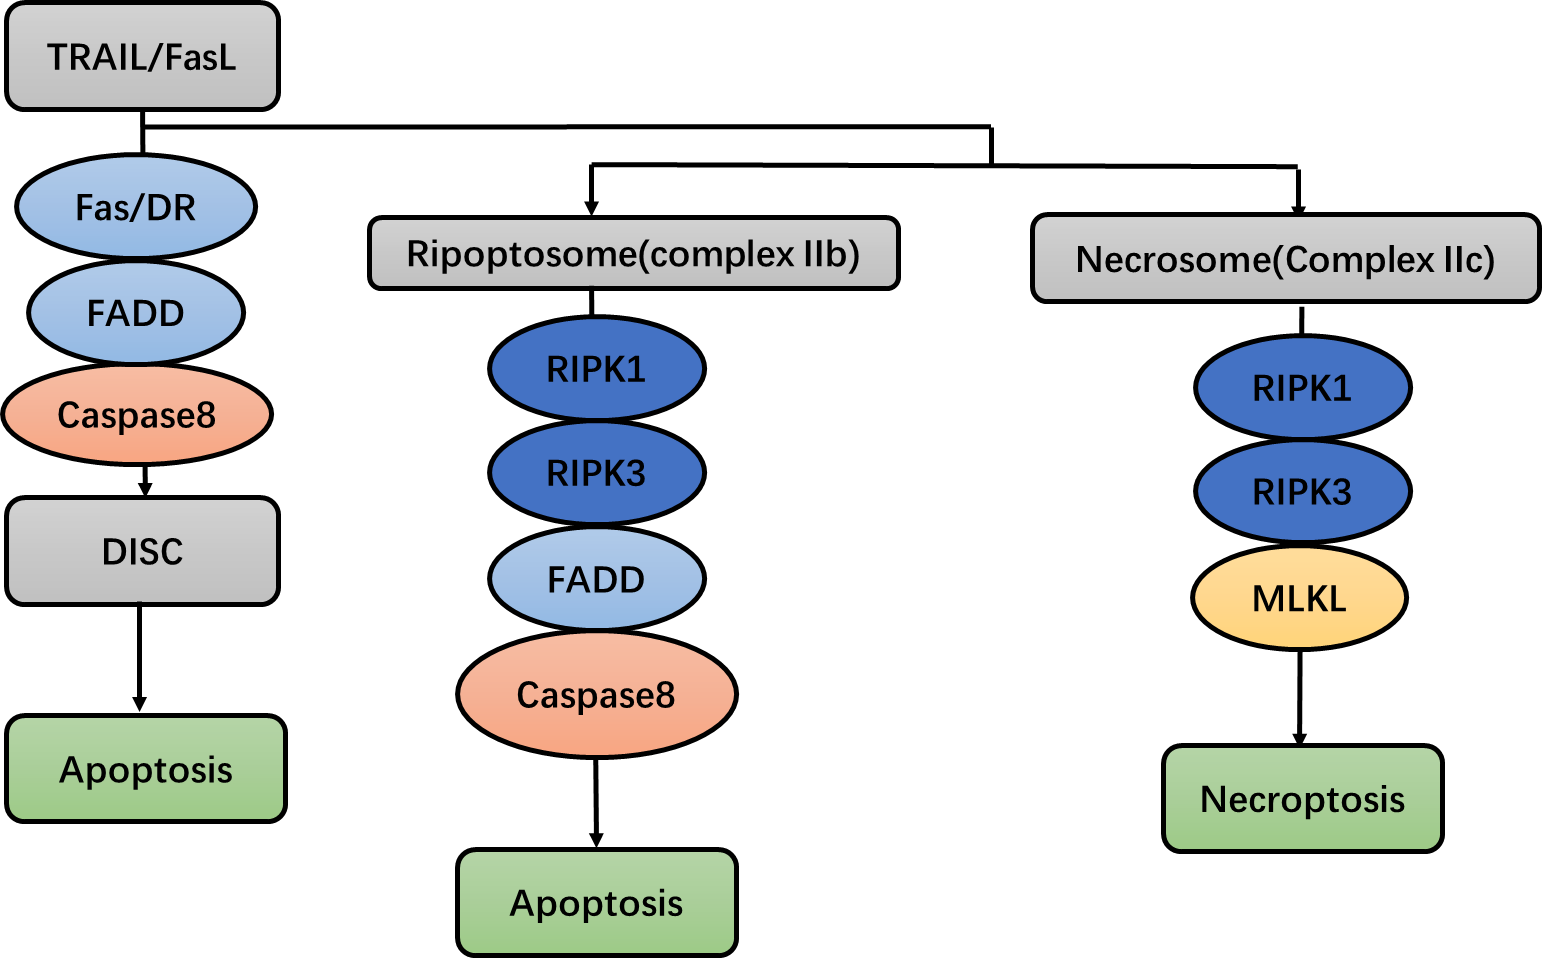 TRAIL/FasL
Fas/DR
FADD
Caspase8
DISC
Apoptosis
Ripoptosome(complex IIb)
RIPK1
RIPK3
FADD
Caspase8
Apoptosis
Necrosome(Complex IIc)
RIPK1
RIPK3
MLKL
Necroptosis